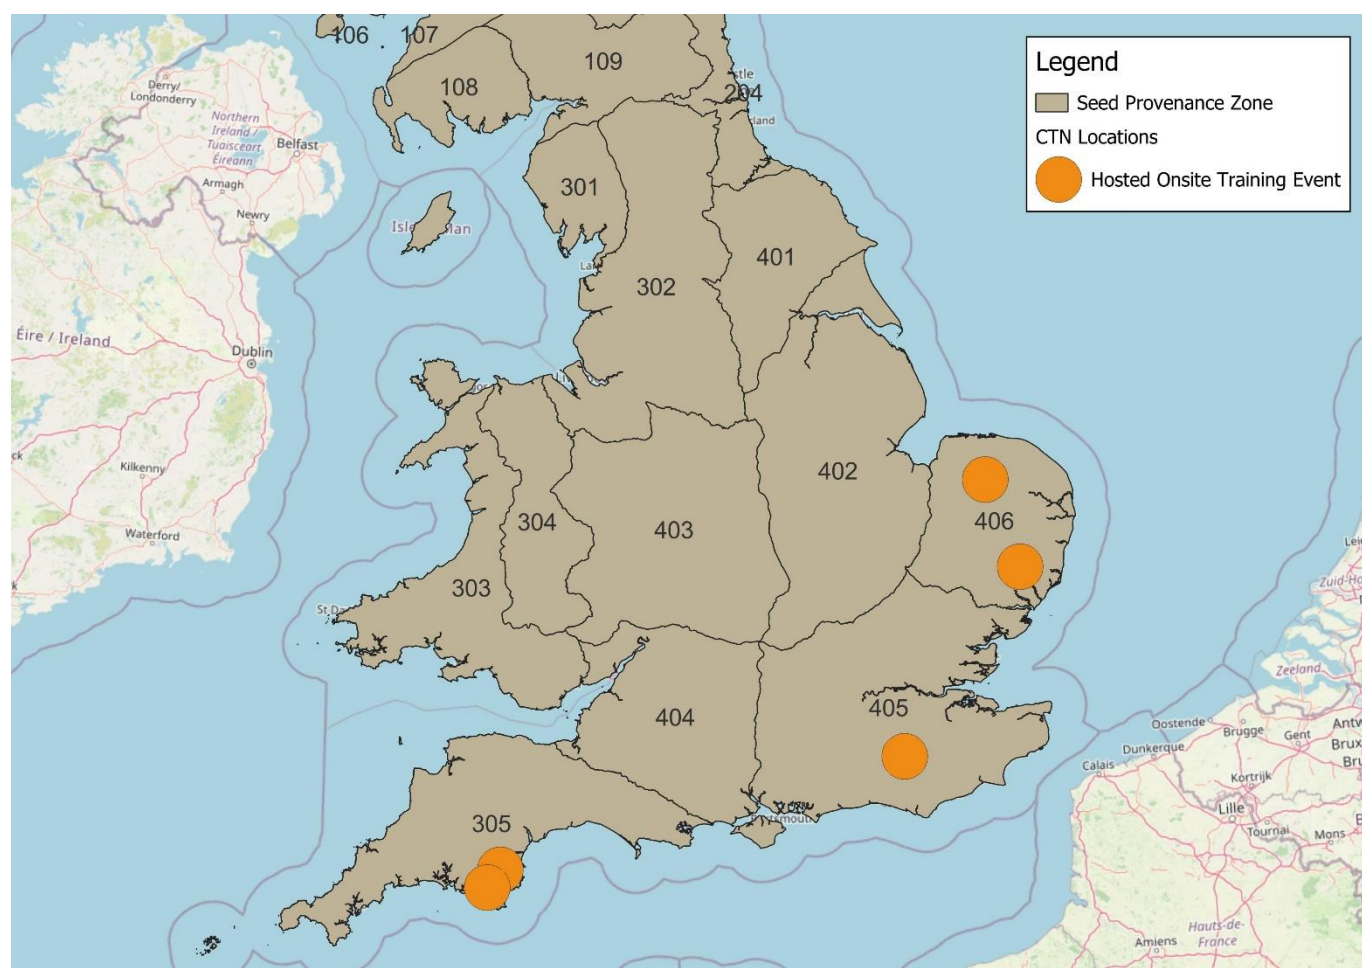 106
107
108
109
204
Derry/
Londonderry
Northern
Ireland /
Tuaisceart
Éireann
Belfast
Armagh
Newry
301
302
401
Éire / Ireland
Dublin
Kilkenny
Waterford
304
403
402
406
303
404
405
305
Legend
Seed Provenance Zone
CTN Locations
Hosted Onsite Training Event
Zeeland
Oostende
Brugge
Gent
Dunkerque
Calais
Kortrijk
Lille
Tournai
Mons
Hauts-de-
France
Amiens